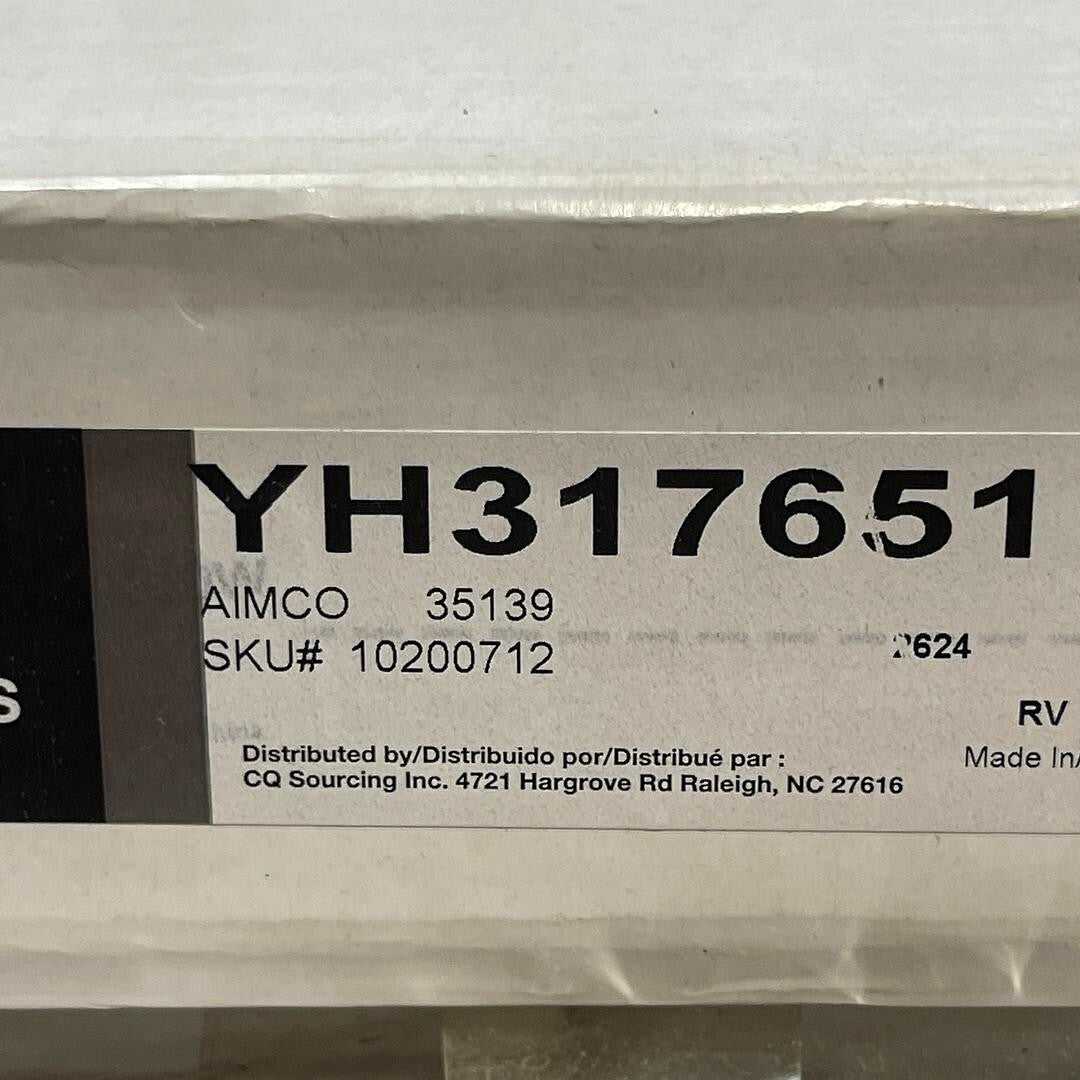 YH317651
AIMCO 35139
SKU# 10200712
2624
S
RV
Distributed by/Distribuido por/Distribué par :
Made In/
CQ Sourcing Inc. 4721 Hargrove Rd Raleigh, NC 27616